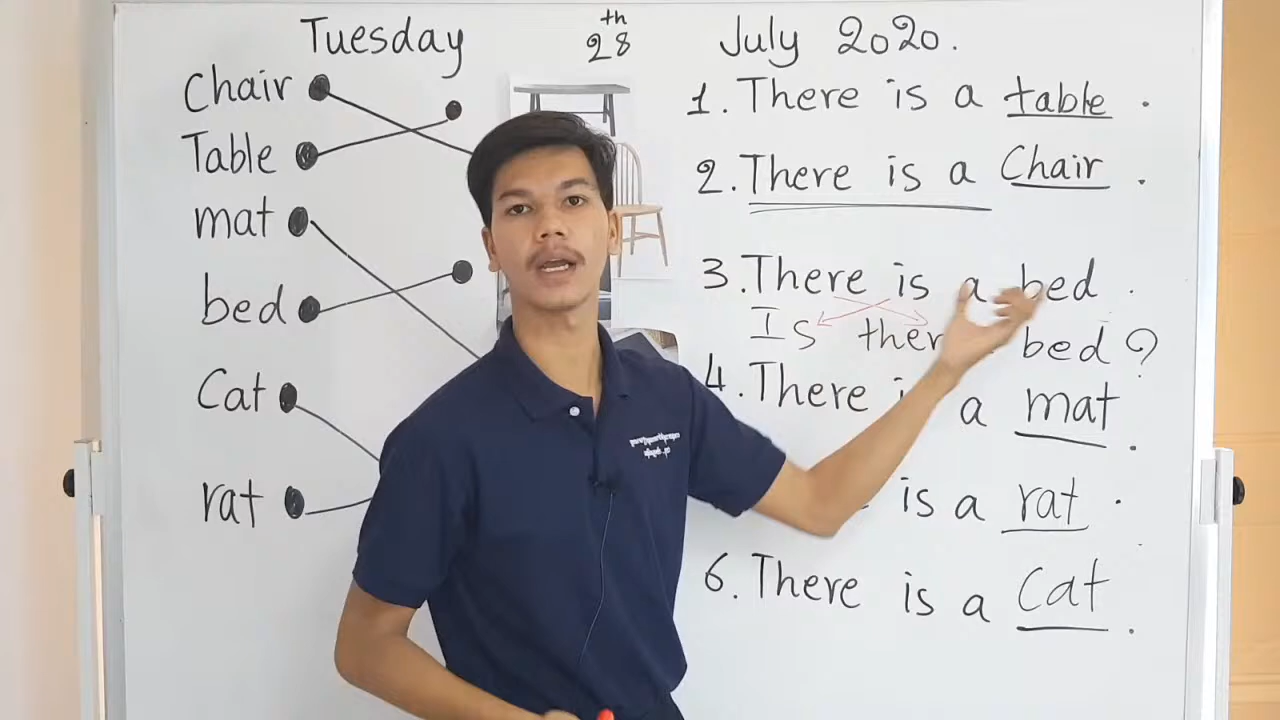 Tuesday 28th July 2020.
Chair
Table
mat
bed
Cat
rat
1. There is a table.
2. There is a Chair.
3. There is a bed.
Is ther bed?
4. There is a mat.
is a rat.
6. There is a Cat.